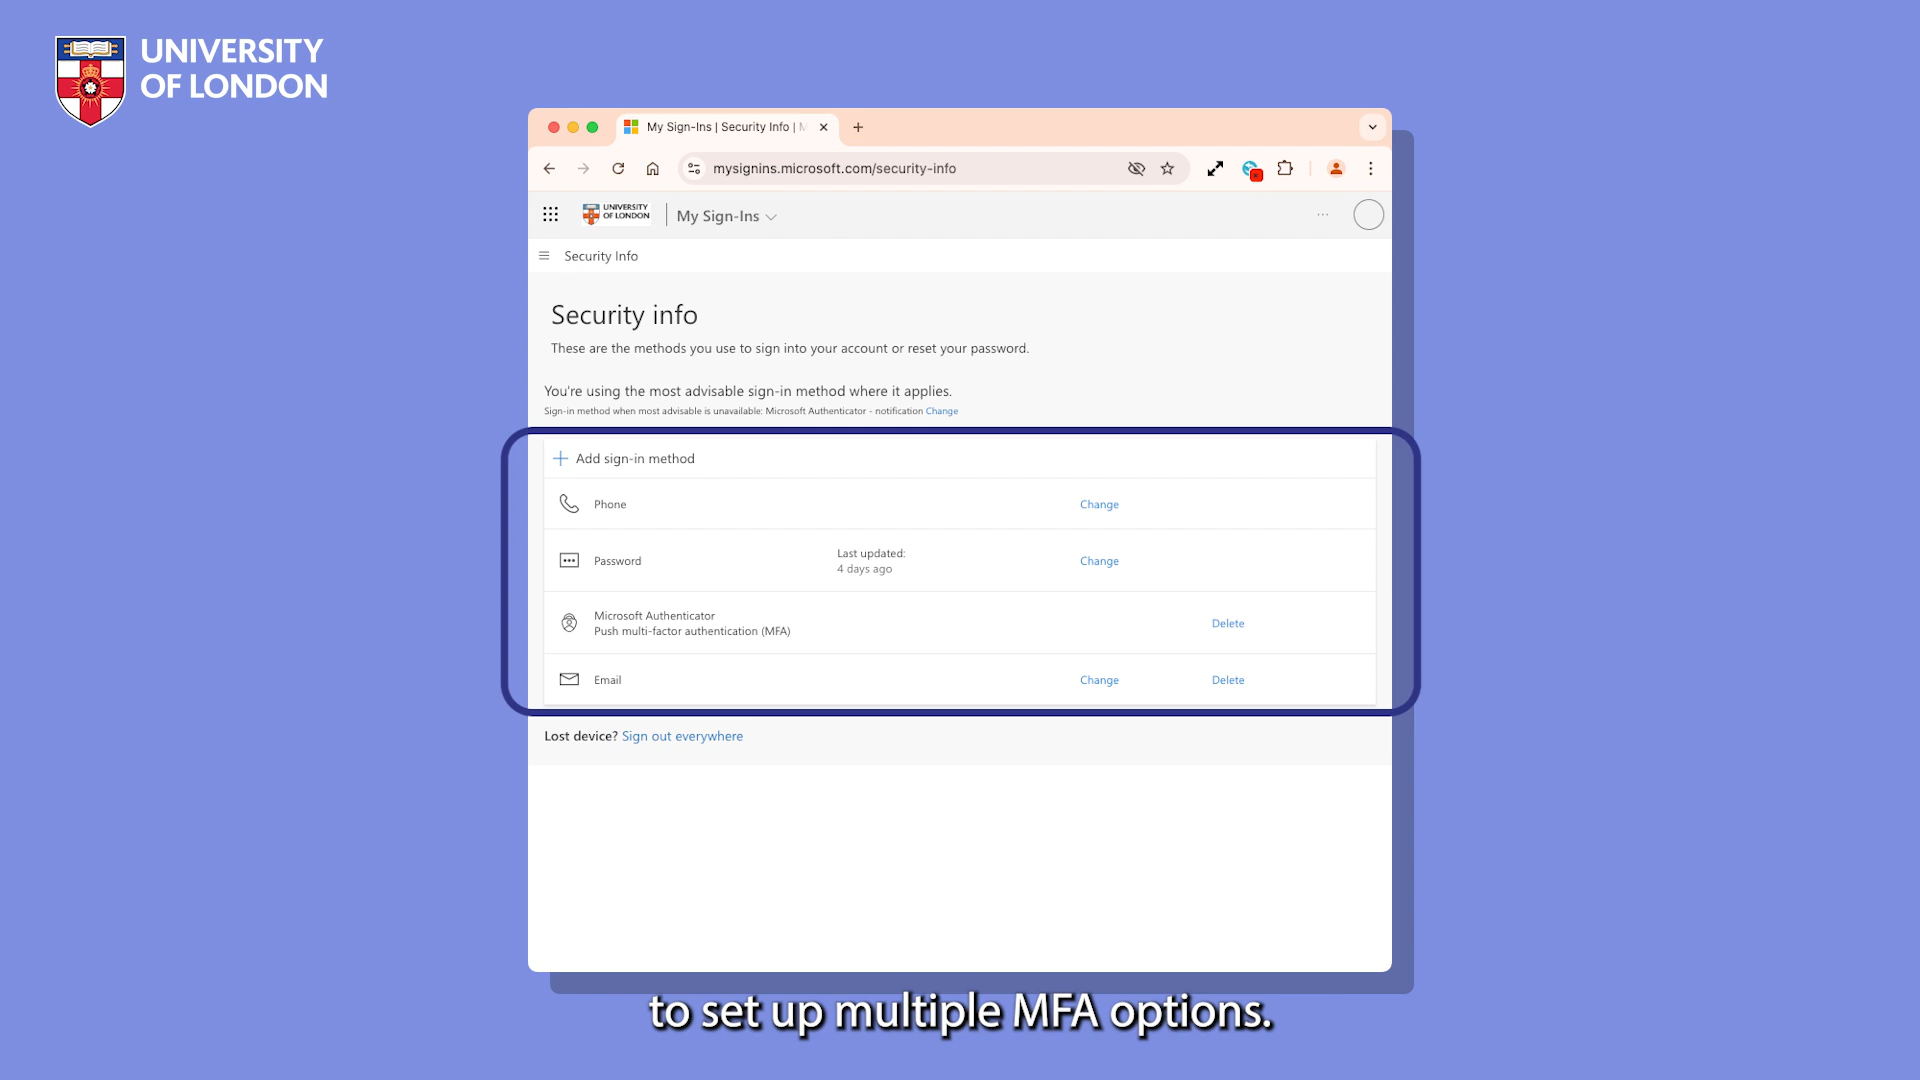 UNIVERSITY
OF LONDON
My Sign-Ins | Security Info |
mysignins.microsoft.com/security-info
UNIVERSITY
OF LONDON
My Sign-Ins
Security Info
Security info
These are the methods you use to sign into your account or reset your password.
You're using the most advisable sign-in method where it applies.
Sign-in method when most advisable is unavailable: Microsoft Authenticator - notification Change
Add sign-in method
Phone Change
Password Last updated: Change
4 days ago
Microsoft Authenticator
Push multi-factor authentication (MFA) Delete
Email Change Delete
Lost device? Sign out everywhere
to set up multiple MFA options.